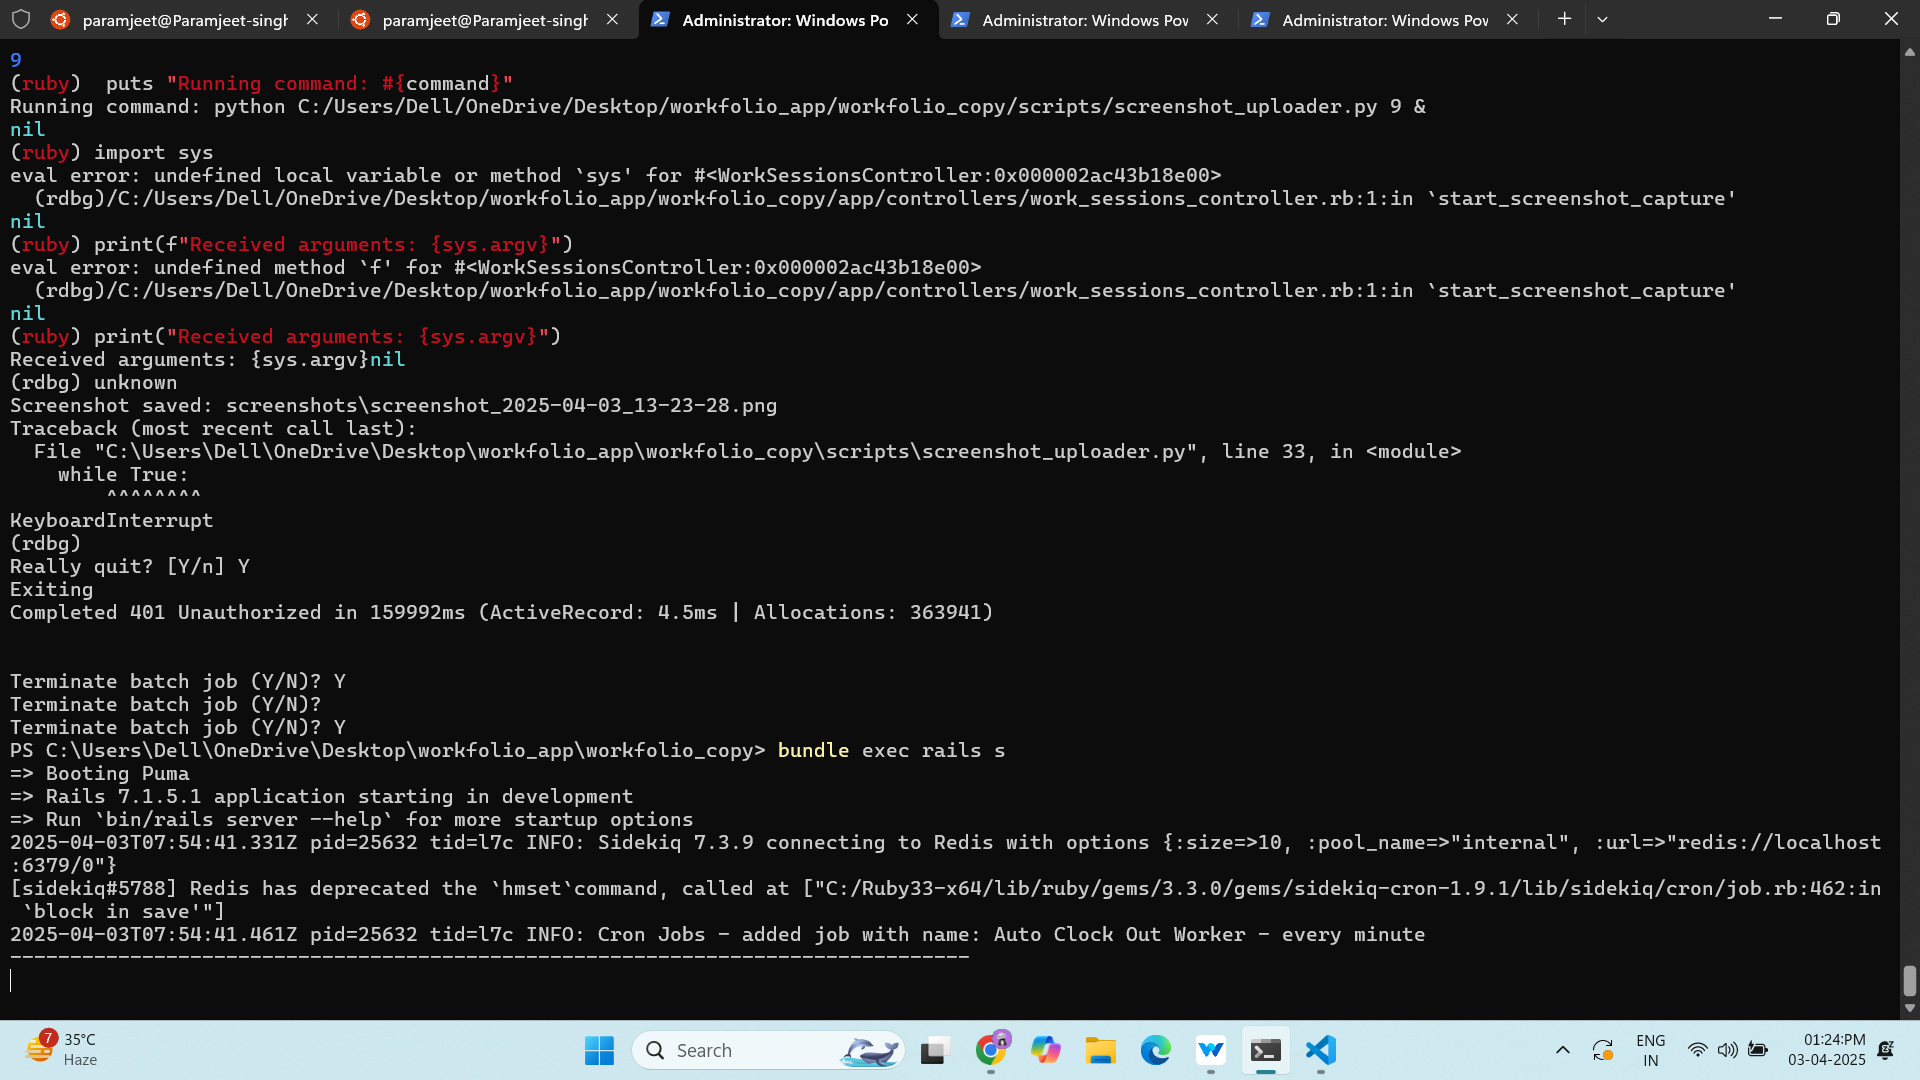 paramjeet@Paramjeet-singh
paramjeet@Paramjeet-singh
Administrator: Windows Po
Administrator: Windows Pow
Administrator: Windows Pow
9
(ruby)  puts "Running command: #{command}"
Running command: python C:/Users/Dell/OneDrive/Desktop/workfolio_app/workfolio_copy/scripts/screenshot_uploader.py 9 &
nil
(ruby) import sys
eval error: undefined local variable or method `sys' for #<WorkSessionsController:0x000002ac43b18e00>
  (rdbg)/C:/Users/Dell/OneDrive/Desktop/workfolio_app/workfolio_copy/app/controllers/work_sessions_controller.rb:1:in `start_screenshot_capture'
nil
(ruby) print(f"Received arguments: {sys.argv}")
eval error: undefined method `f' for #<WorkSessionsController:0x000002ac43b18e00>
  (rdbg)/C:/Users/Dell/OneDrive/Desktop/workfolio_app/workfolio_copy/app/controllers/work_sessions_controller.rb:1:in `start_screenshot_capture'
nil
(ruby) print("Received arguments: {sys.argv}")
Received arguments: {sys.argv}nil
(rdbg) unknown
Screenshot saved: screenshots\screenshot_2025-04-03_13-23-28.png
Traceback (most recent call last):
  File "C:\Users\Dell\OneDrive\Desktop\workfolio_app\workfolio_copy\scripts\screenshot_uploader.py", line 33, in <module>
    while True:
        ^^^^^^^^
KeyboardInterrupt
(rdbg)
Really quit? [Y/n] Y
Exiting
Completed 401 Unauthorized in 159992ms (ActiveRecord: 4.5ms | Allocations: 363941)
Terminate batch job (Y/N)? Y
Terminate batch job (Y/N)?
Terminate batch job (Y/N)? Y
PS C:\Users\Dell\OneDrive\Desktop\workfolio_app\workfolio_copy> bundle exec rails s
=> Booting Puma
=> Rails 7.1.5.1 application starting in development
=> Run `bin/rails server --help` for more startup options
2025-04-03T07:54:41.331Z pid=25632 tid=l7c INFO: Sidekiq 7.3.9 connecting to Redis with options {:size=>10, :pool_name=>"internal", :url=>"redis://localhost
:6379/0"}
[sidekiq#5788] Redis has deprecated the `hmset`command, called at ["C:/Ruby33-x64/lib/ruby/gems/3.3.0/gems/sidekiq-cron-1.9.1/lib/sidekiq/cron/job.rb:462:in
 `block in save'"]
2025-04-03T07:54:41.461Z pid=25632 tid=l7c INFO: Cron Jobs - added job with name: Auto Clock Out Worker - every minute
--------------------------------------------------------------------------------
7
35°C
Haze
Search
ENG
IN
01:24:PM
03-04-2025